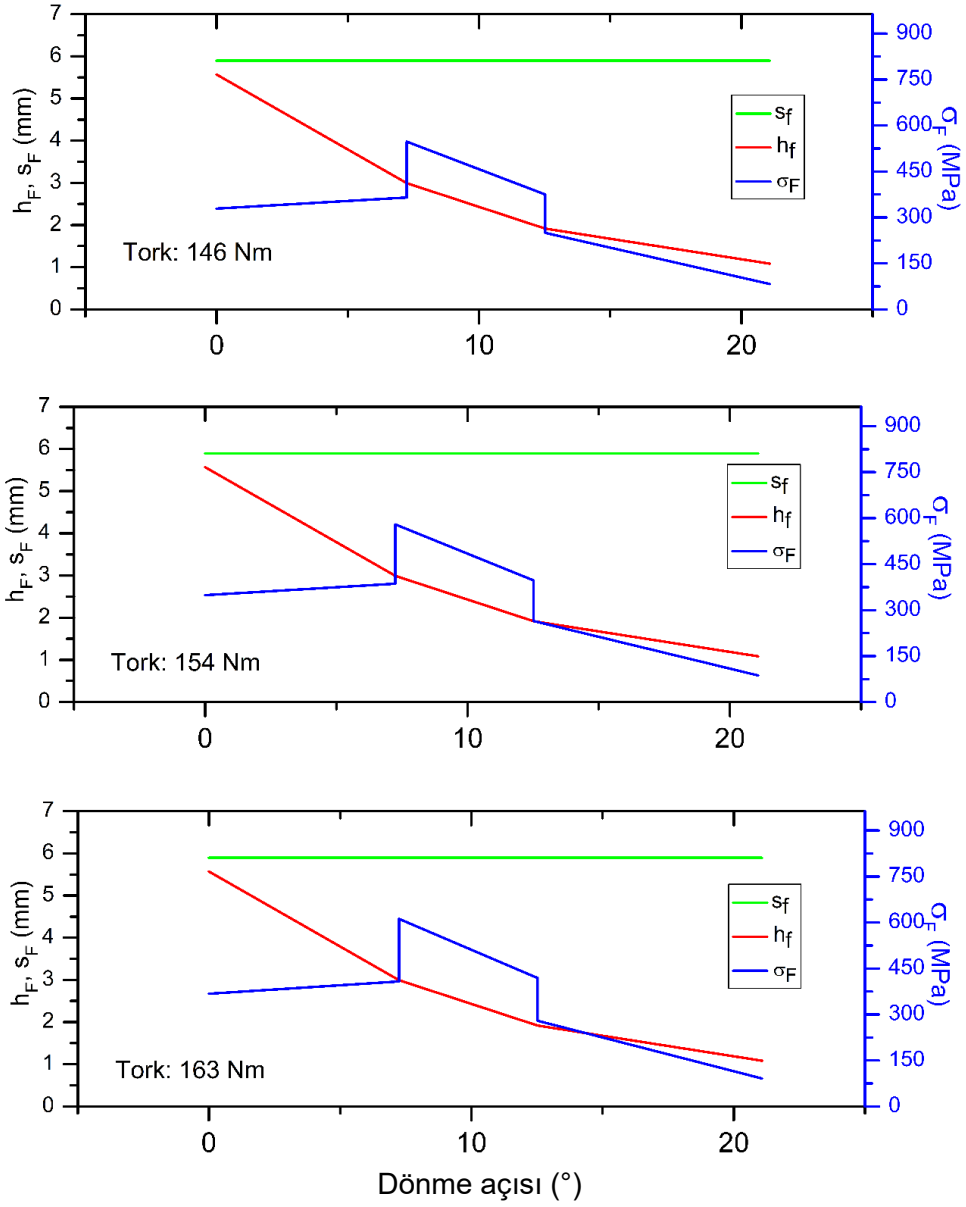 7
6
5
4
3
2
1
0
h_F, s_F (mm)
900
750
600
450
300
150
0
σ_F (MPa)
s_f
h_f
σ_F
Tork: 146 Nm
0
10
20
7
6
5
4
3
2
1
0
h_F, s_F (mm)
900
750
600
450
300
150
0
σ_F (MPa)
s_f
h_f
σ_F
Tork: 154 Nm
0
10
20
7
6
5
4
3
2
1
0
h_F, s_F (mm)
900
750
600
450
300
150
0
σ_F (MPa)
s_f
h_f
σ_F
Tork: 163 Nm
0
10
20
Dönme açısı (°)